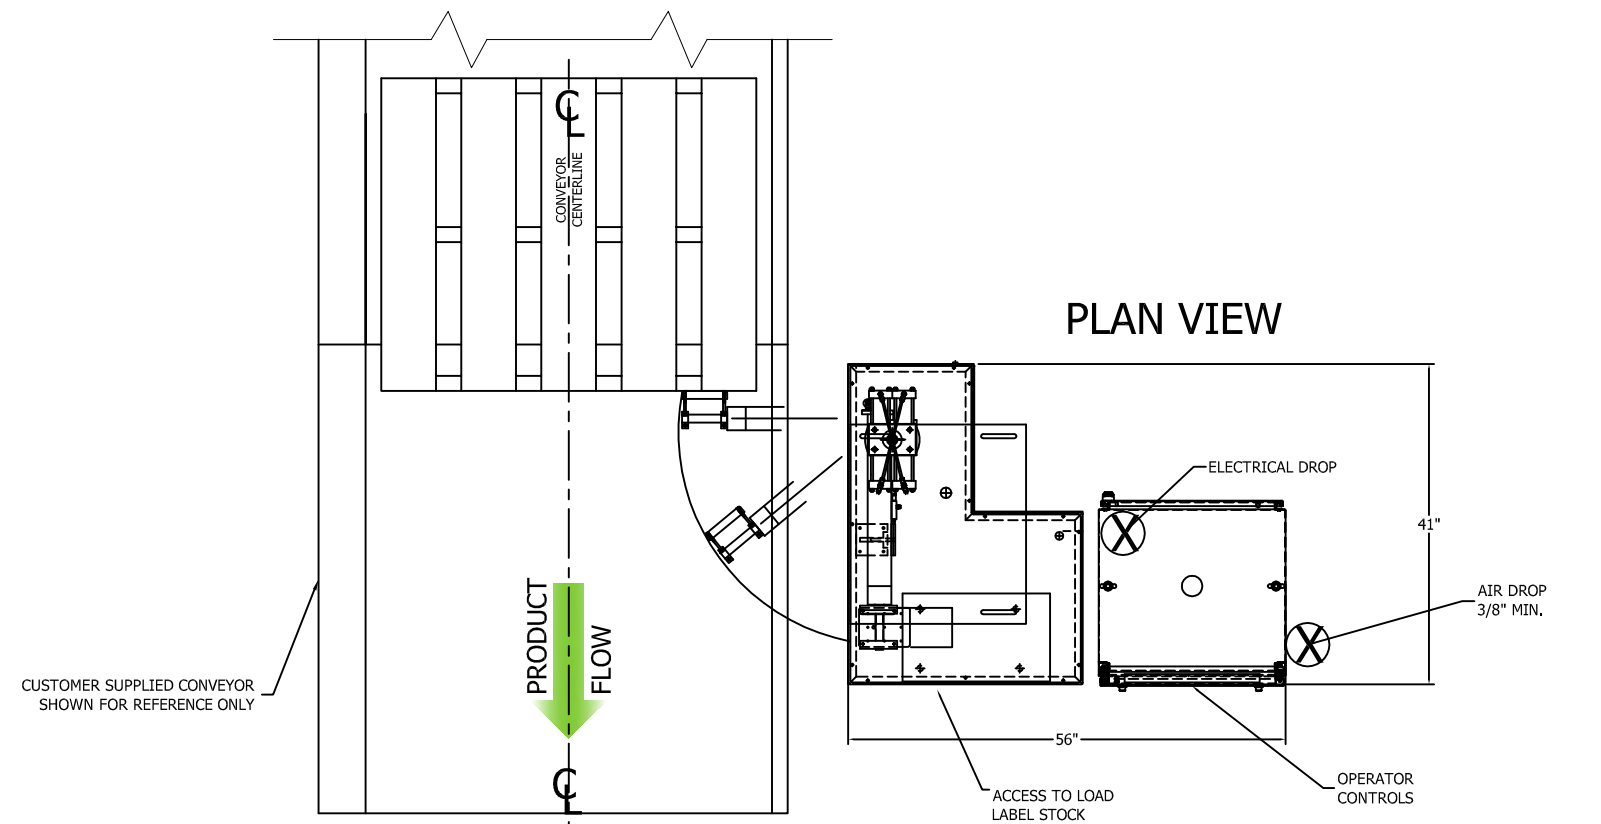 CL
CONVEYOR
CENTERLINE
PLAN VIEW
ELECTRICAL DROP
41"
AIR DROP
3/8" MIN.
PRODUCT
FLOW
CUSTOMER SUPPLIED CONVEYOR
SHOWN FOR REFERENCE ONLY
56"
CL
OPERATOR
CONTROLS
ACCESS TO LOAD
LABEL STOCK